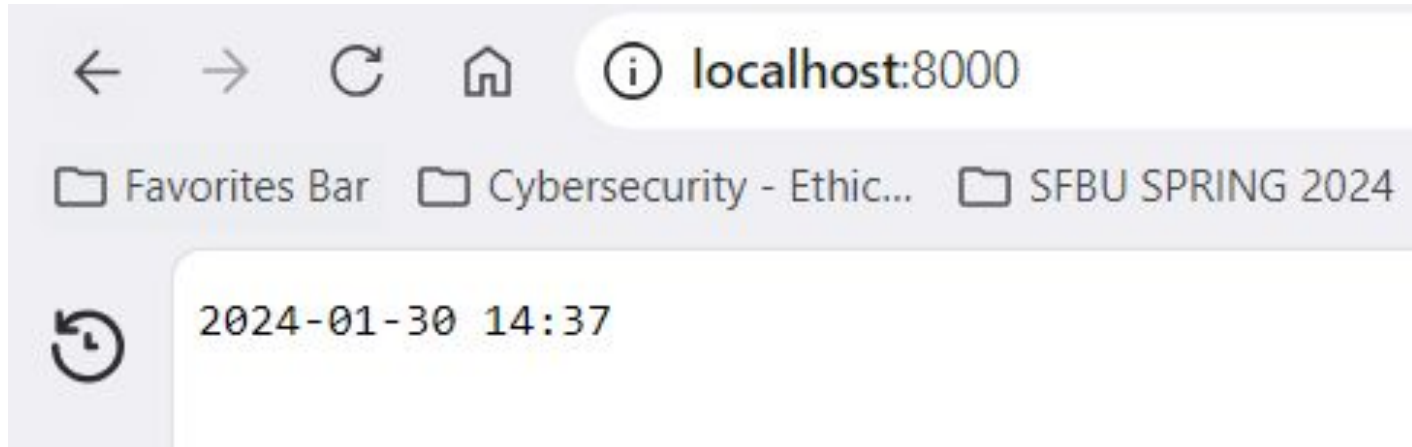 localhost:8000
Favorites Bar Cybersecurity - Ethic... SFBU SPRING 2024
2024-01-30 14:37